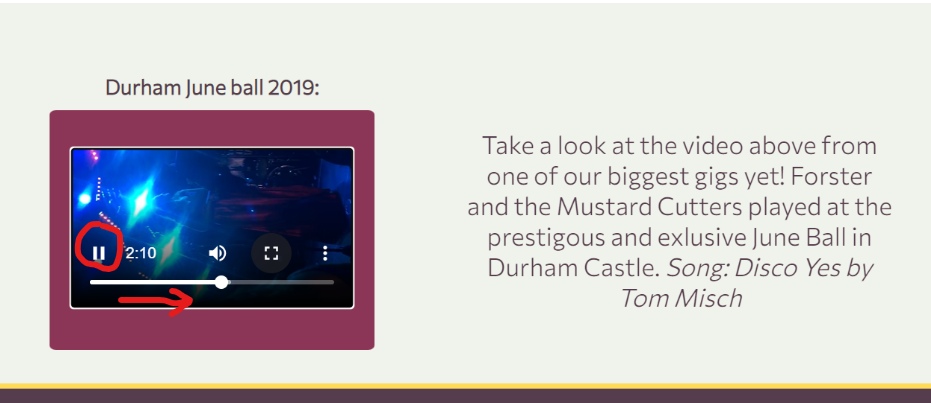 Durham June ball 2019:
2:10
Take a look at the video above from
one of our biggest gigs yet! Forster
and the Mustard Cutters played at the
prestigous and exlusive June Ball in
Durham Castle. Song: Disco Yes by
Tom Misch